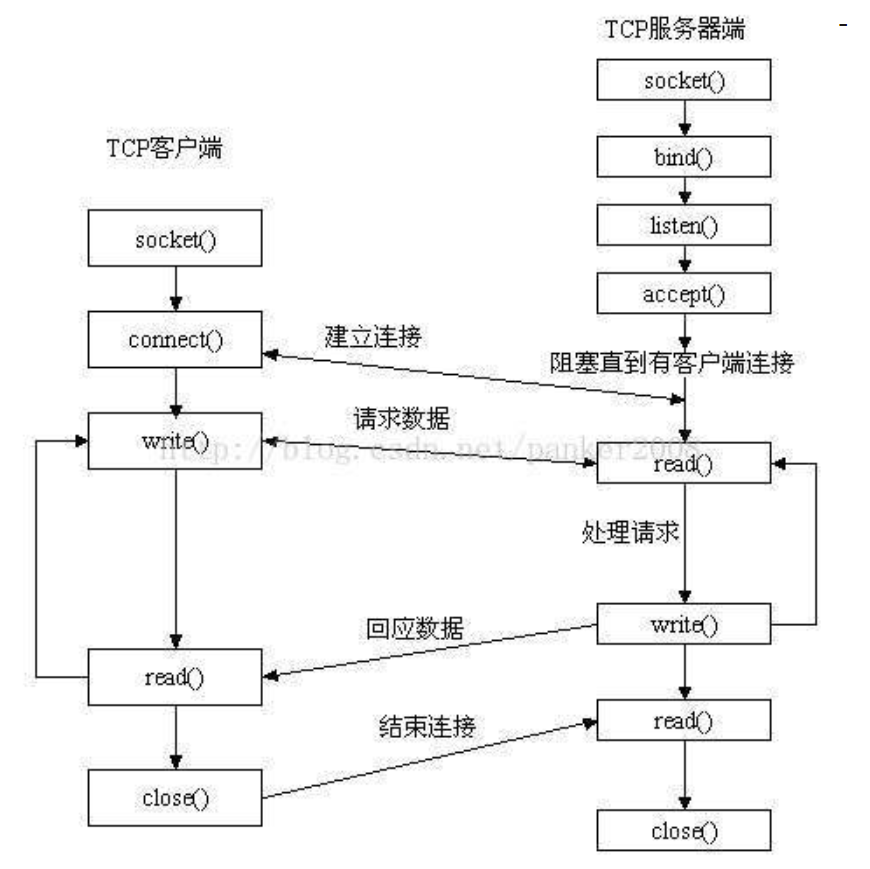 TCP服务器端
socket()
bind()
listen()
accept()
阻塞直到有客户端连接
read()
处理请求
write()
read()
close()
TCP客户端
socket()
connect()
write()
read()
close()
建立连接
请求数据
回应数据
结束连接
http://blog.csdn.net/panker2008
-